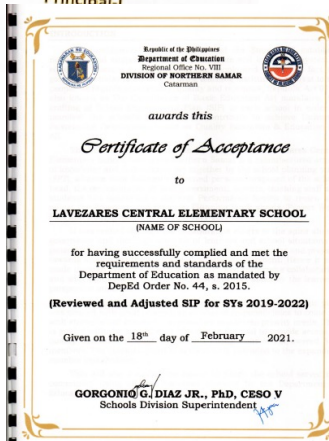 Principal I
Republic of the Philippines
Department of Education
Regional Office No. VIII
DIVISION OF NORTHERN SAMAR
Catarman
awards this
Certificate of Acceptance
to
LAVEZARES CENTRAL ELEMENTARY SCHOOL
(NAME OF SCHOOL)
for having successfully complied and met the
requirements and standards of the
Department of Education as mandated by
DepEd Order No. 44, s. 2015.
(Reviewed and Adjusted SIP for SYs 2019-2022)
Given on the 18th day of February 2021.
GORGONIO G. DIAZ JR., PhD, CESO V
Schools Division Superintendent